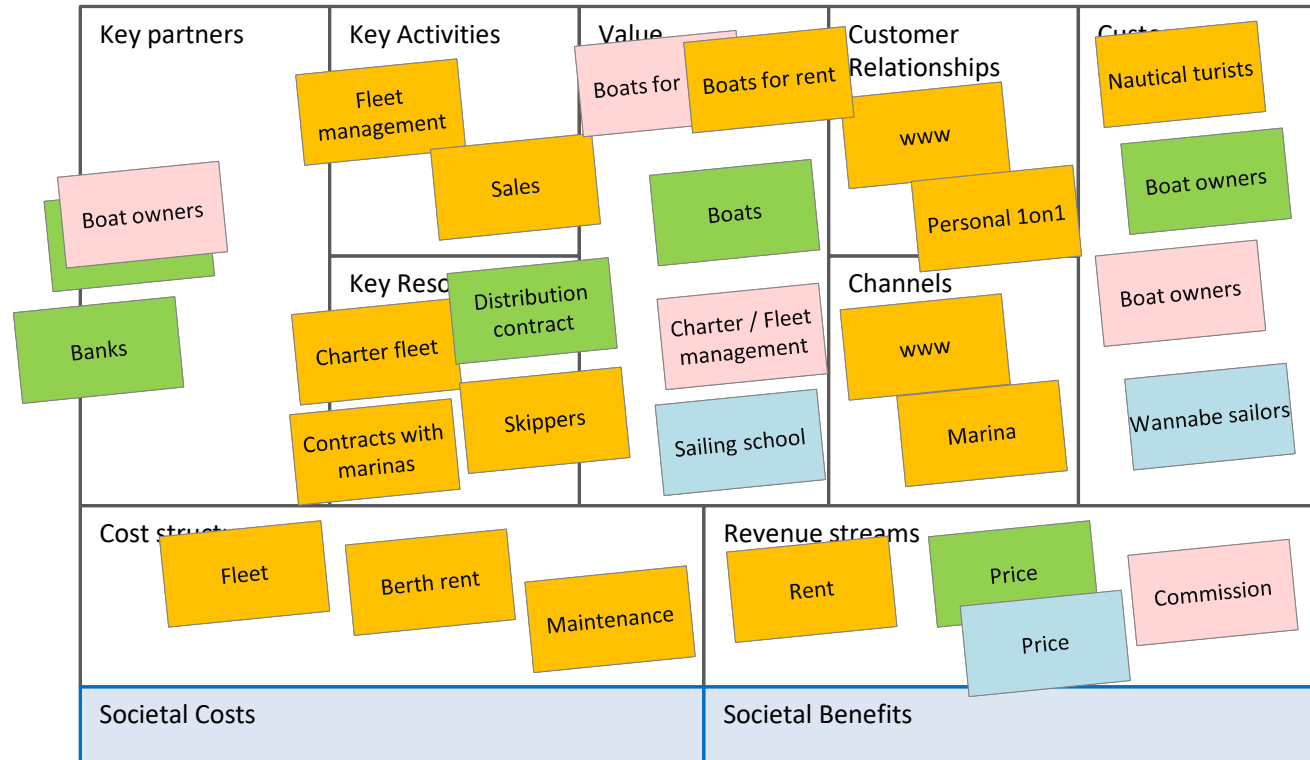 Key partners
Boat owners
Banks
Key Activities
Fleet
management
Sales
Key Reso
Distribution
contract
Charter fleet
Skippers
Contracts with
marinas
Value
Boats for
Boats for rent
Boats
Charter / Fleet
management
Sailing school
Customer
Relationships
www
Personal 1on1
Channels
www
Marina
Nautical turists
Boat owners
Boat owners
Wannabe sailors
Cost
Fleet
Berth rent
Maintenance
Revenue streams
Rent
Price
Price
Commission
Societal Costs
Societal Benefits